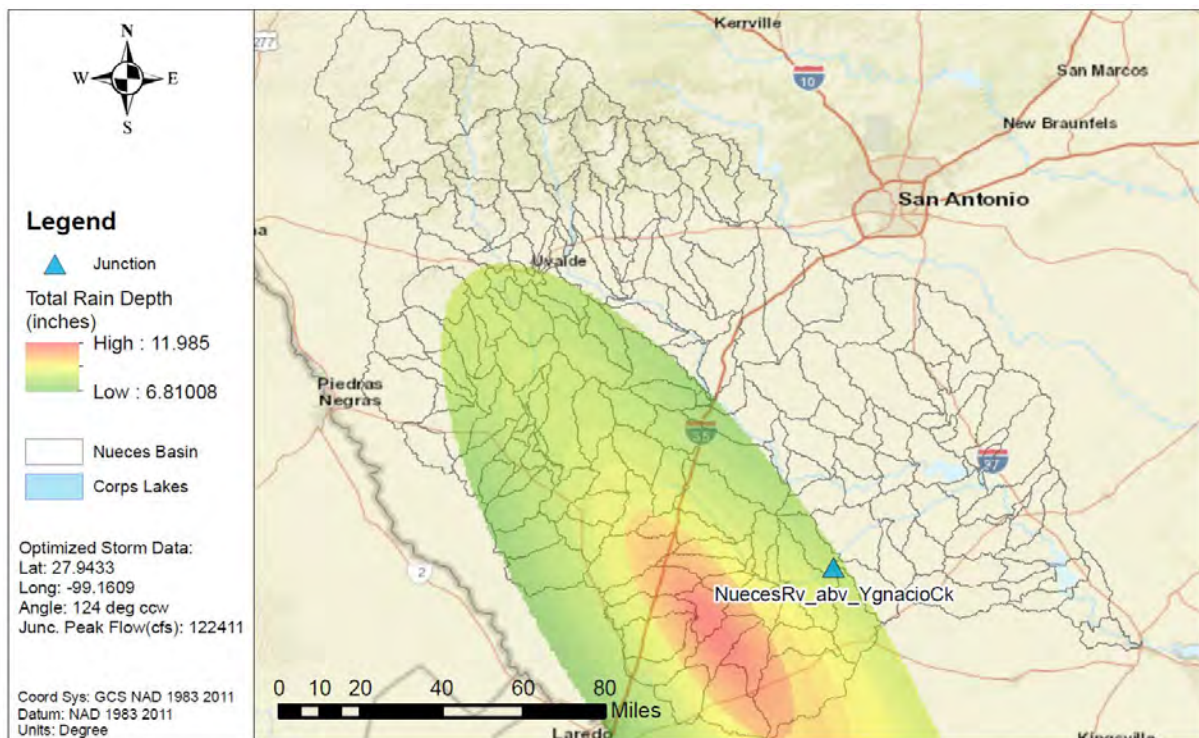 N
W E
S
Legend
Junction
Total Rain Depth
(inches)
High : 11.985
Low : 6.81008
Nueces Basin
Corps Lakes
Optimized Storm Data:
Lat: 27.9433
Long: -99.1609
Angle: 124 deg ccw
Junc. Peak Flow(cfs): 122411
Coord Sys: GCS NAD 1983 2011
Datum: NAD 1983 2011
Units: Degree
277
Kerrville
10
San Marcos
New Braunfels
San Antonio
na
Uvalde
Piedras
Negras
35
37
2
NuecesRv_abv_YgnacioCk
0 10 20 40 60 80
Miles
Laredo
Kingsville